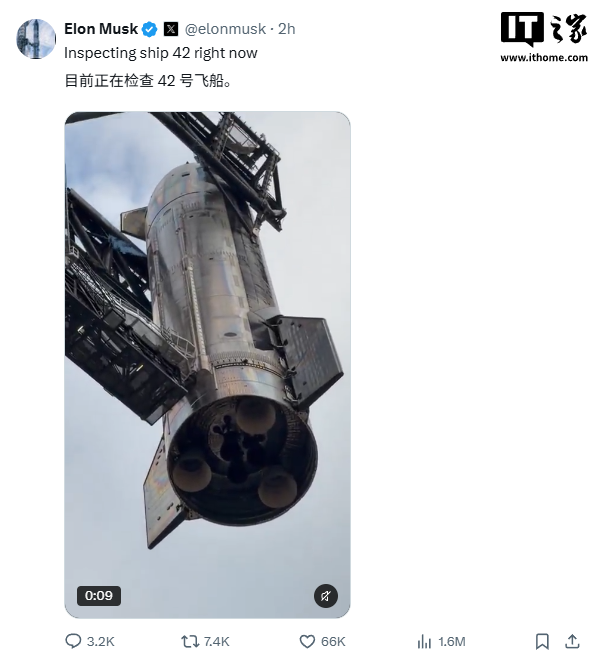 Elon Musk @elonmusk · 2h
IT之家
www.ithome.com
Inspecting ship 42 right now
目前正在检查 42 号飞船。
0:09
3.2K 7.4K 66K 1.6M